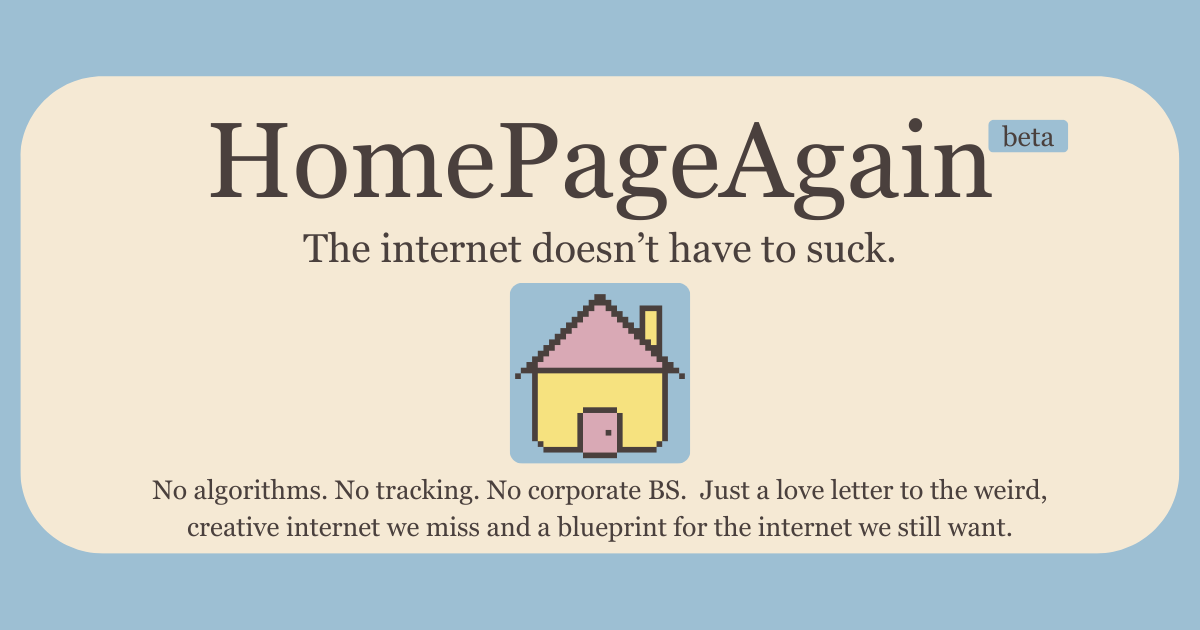 HomePageAgain
beta
The internet doesn’t have to suck.
No algorithms. No tracking. No corporate BS.  Just a love letter to the weird,
creative internet we miss and a blueprint for the internet we still want.